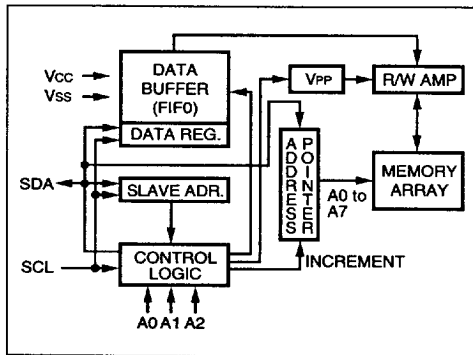 DATA
BUFFER
(FIF0)
DATA REG.
VCC
VSS
VPP
R/W AMP
ADDRESS
POINTER
MEMORY
ARRAY
A0 to
A7
SDA
SLAVE ADR.
SCL
CONTROL
LOGIC
INCREMENT
A0 A1 A2